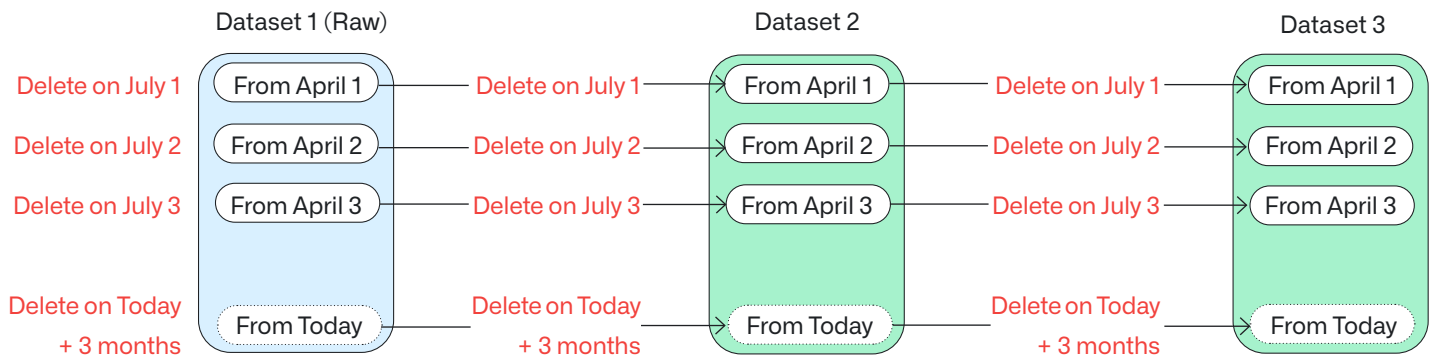 Dataset 1 (Raw)
Dataset 2
Dataset 3
Delete on July 1
From April 1
Delete on July 1
From April 1
Delete on July 1
From April 1
Delete on July 2
From April 2
Delete on July 2
From April 2
Delete on July 2
From April 2
Delete on July 3
From April 3
Delete on July 3
From April 3
Delete on July 3
From April 3
Delete on Today
+ 3 months
From Today
Delete on Today
+ 3 months
From Today
Delete on Today
+ 3 months
From Today